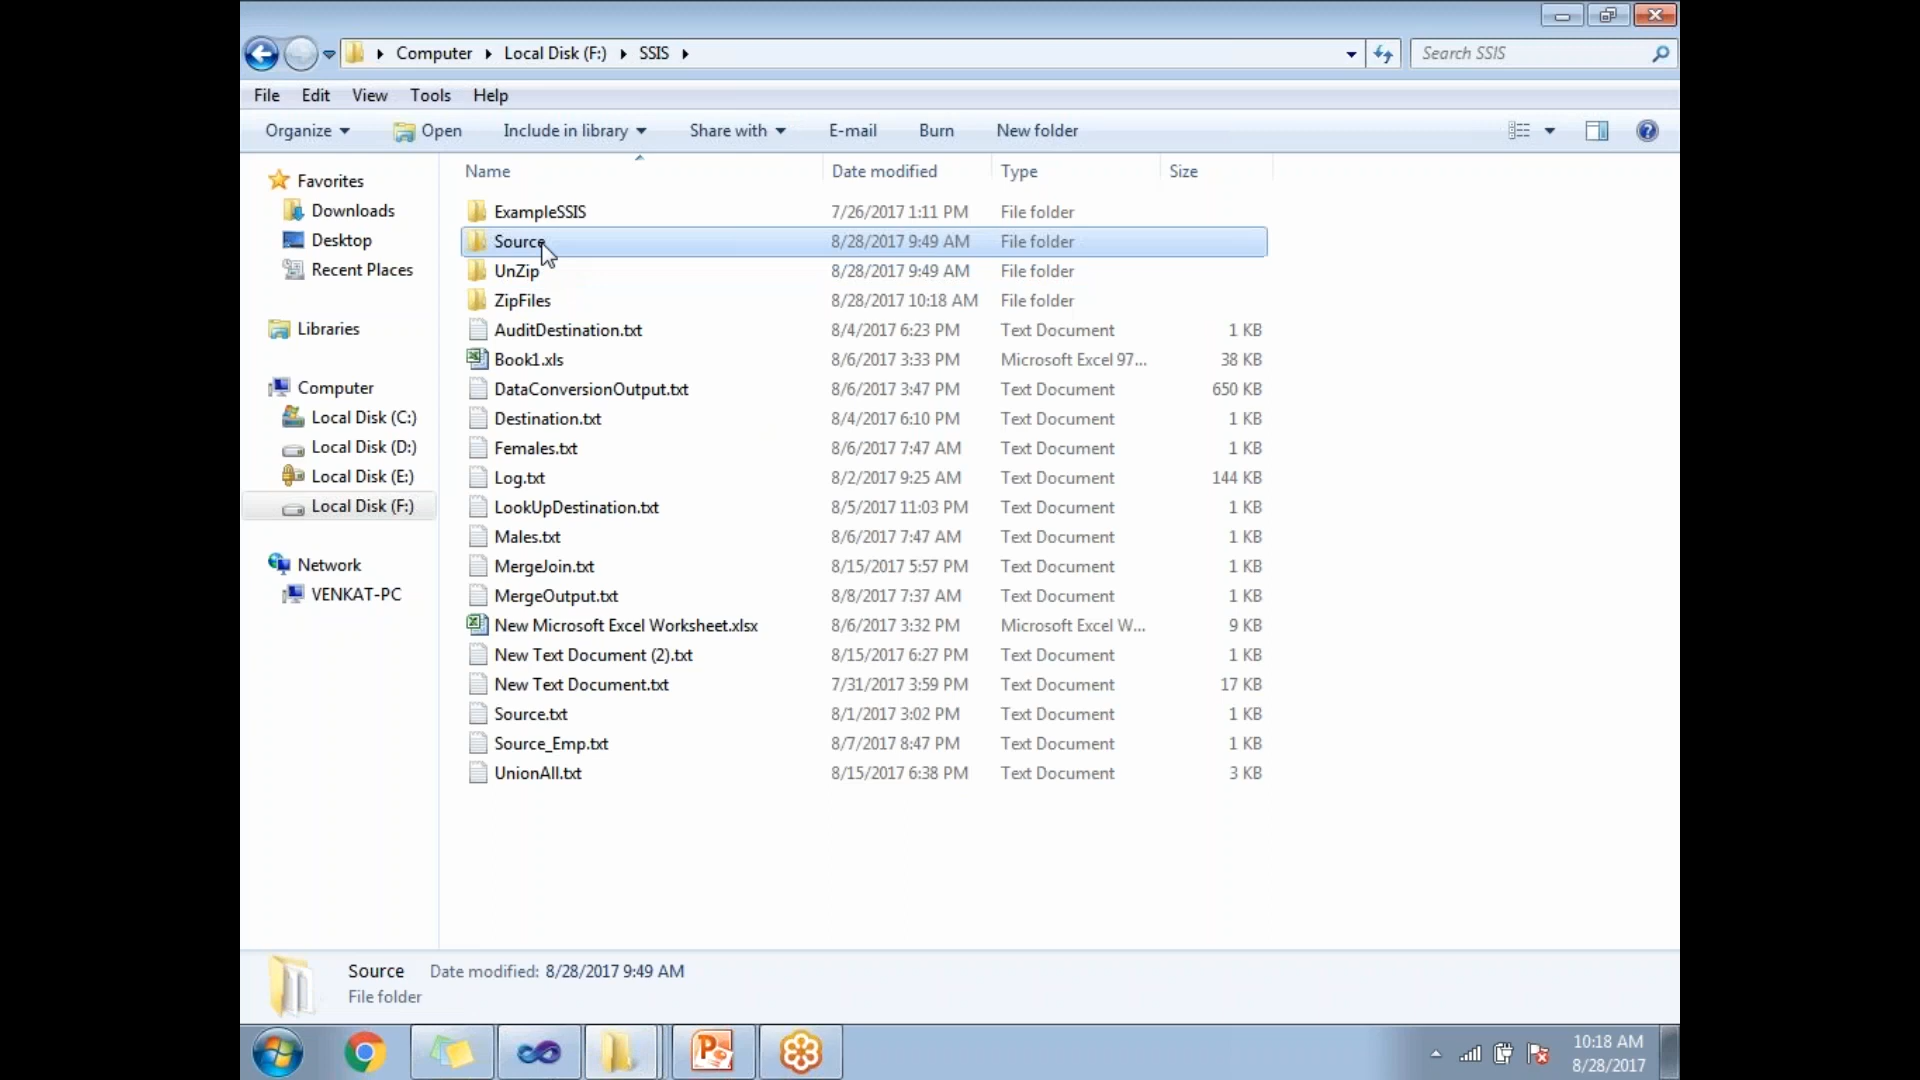 Computer Local Disk (F:) SSIS Search SSIS
File Edit View Tools Help
Organize Open Include in library Share with E-mail Burn New folder
Name Date modified Type Size
Favorites
Downloads
Desktop
Recent Places
Libraries
Computer
Local Disk (C:)
Local Disk (D:)
Local Disk (E:)
Local Disk (F:)
Network
VENKAT-PC
ExampleSSIS 7/26/2017 1:11 PM File folder
Source 8/28/2017 9:49 AM File folder
UnZip 8/28/2017 9:49 AM File folder
ZipFiles 8/28/2017 10:18 AM File folder
AuditDestination.txt 8/4/2017 6:23 PM Text Document 1 KB
Book1.xls 8/6/2017 3:33 PM Microsoft Excel 97... 38 KB
DataConversionOutput.txt 8/6/2017 3:47 PM Text Document 650 KB
Destination.txt 8/4/2017 6:10 PM Text Document 1 KB
Females.txt 8/6/2017 7:47 AM Text Document 1 KB
Log.txt 8/2/2017 9:25 AM Text Document 144 KB
LookUpDestination.txt 8/5/2017 11:03 PM Text Document 1 KB
Males.txt 8/6/2017 7:47 AM Text Document 1 KB
MergeJoin.txt 8/15/2017 5:57 PM Text Document 1 KB
MergeOutput.txt 8/8/2017 7:37 AM Text Document 1 KB
New Microsoft Excel Worksheet.xlsx 8/6/2017 3:32 PM Microsoft Excel W... 9 KB
New Text Document (2).txt 8/15/2017 6:27 PM Text Document 1 KB
New Text Document.txt 7/31/2017 3:59 PM Text Document 17 KB
Source.txt 8/1/2017 3:02 PM Text Document 1 KB
Source_Emp.txt 8/7/2017 8:47 PM Text Document 1 KB
UnionAll.txt 8/15/2017 6:38 PM Text Document 3 KB
Source Date modified: 8/28/2017 9:49 AM
File folder
10:18 AM
8/28/2017